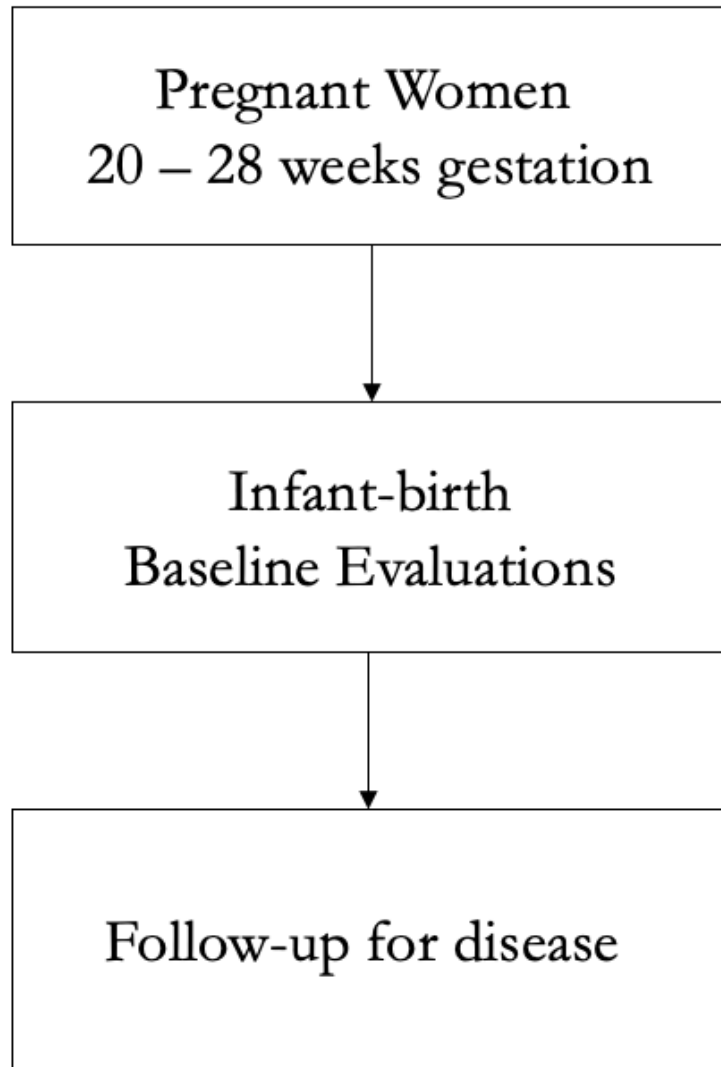 Pregnant Women
20 – 28 weeks gestation
Infant-birth
Baseline Evaluations
Follow-up for disease